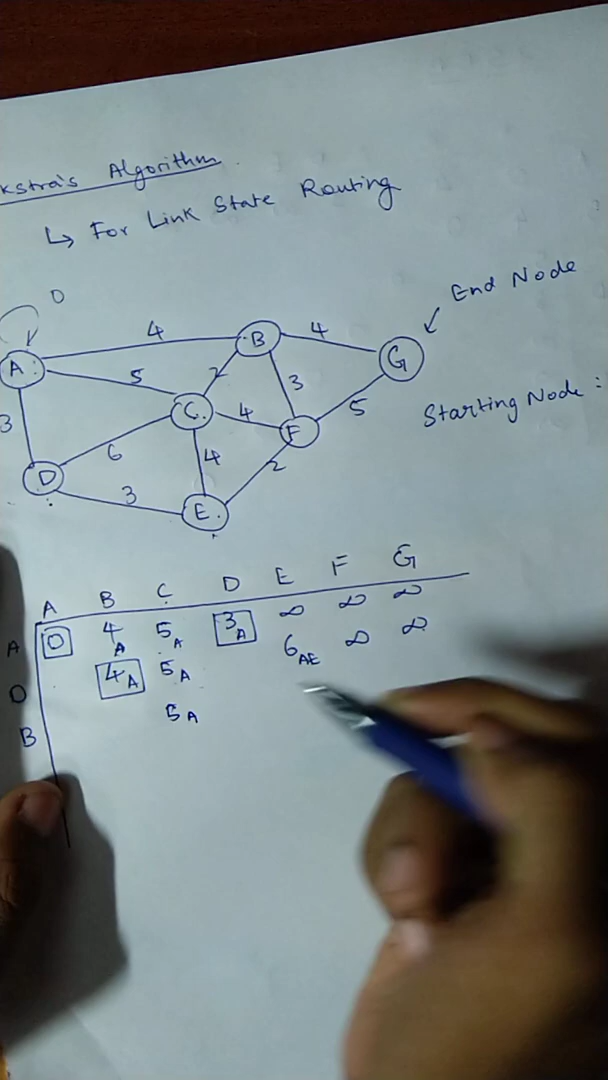 kstra's Algorithm
↳ For Link State Routing
0
End Node
4
4
A
B
G
5
2
3
Starting Node :
3
C
4
F
5
6
4
2
D
3
E
A B C D E F G
A 0 4A 5A 3A ∞ ∞ ∞
D 4A 5A 6AE ∞ ∞
B 5A